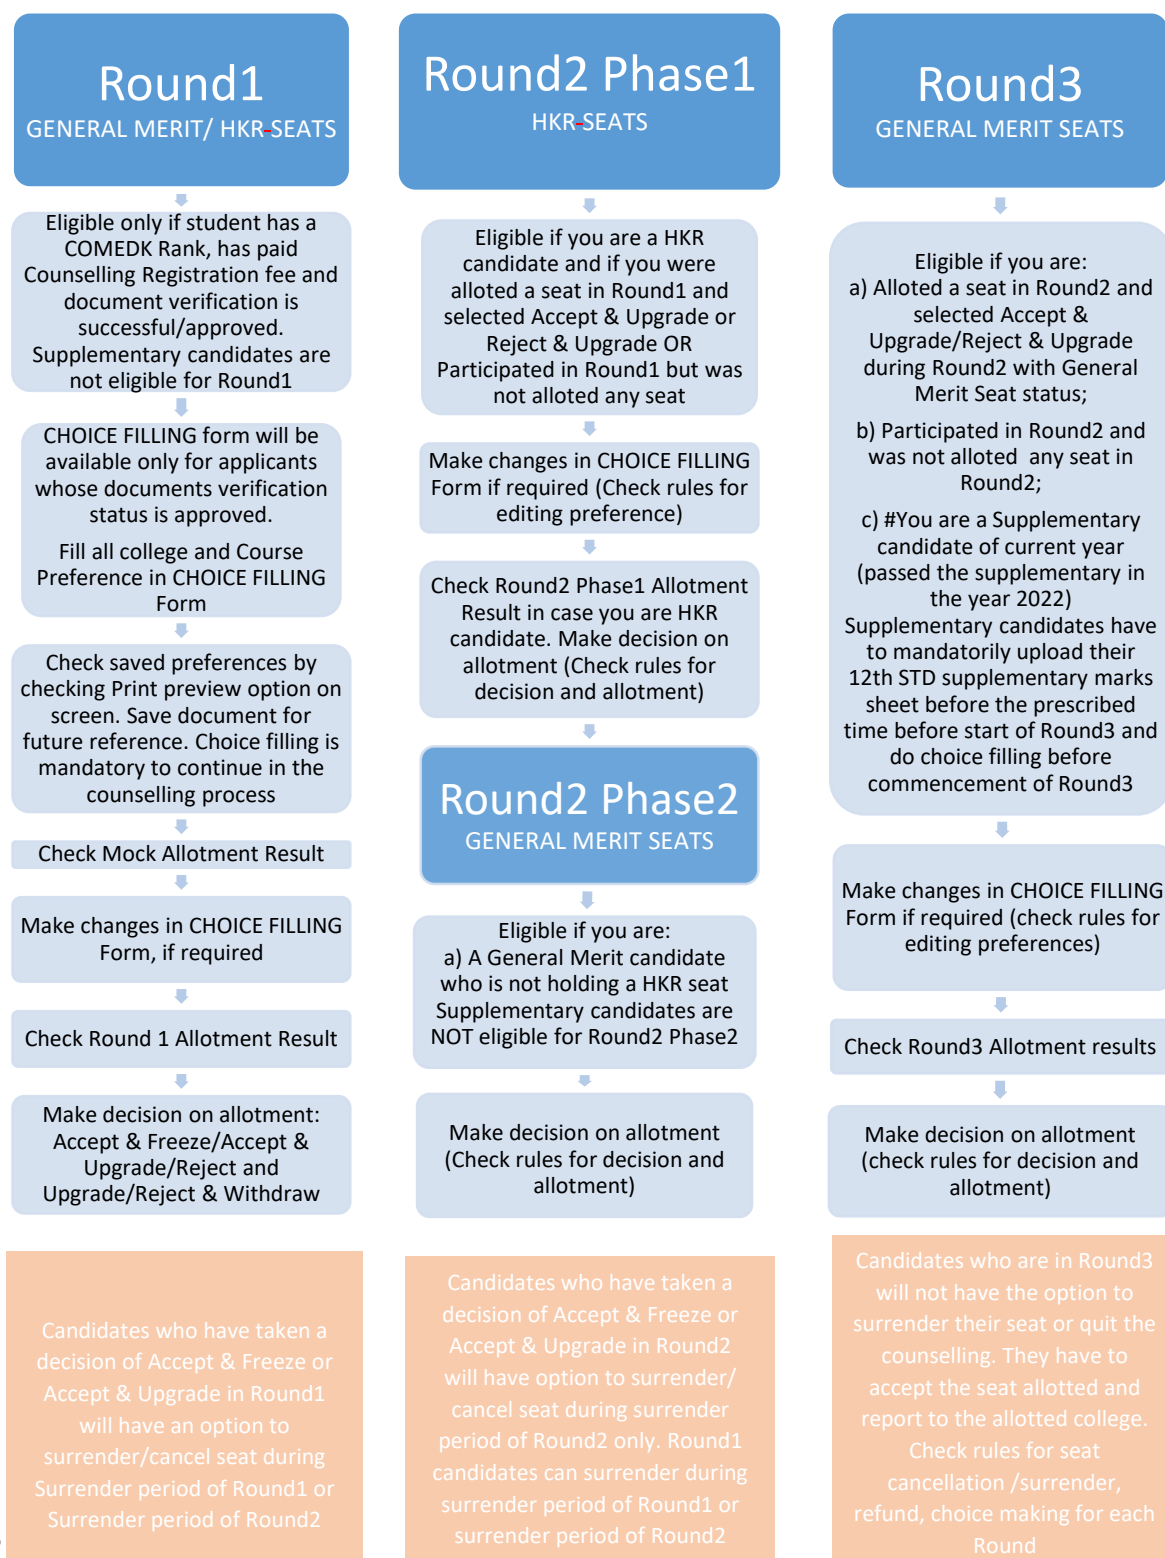 Round1
GENERAL MERIT/ HKR-SEATS
Eligible only if student has a
COMEDK Rank, has paid
Counselling Registration fee and
document verification is
successful/approved.
Supplementary candidates are
not eligible for Round1
CHOICE FILLING form will be
available only for applicants
whose documents verification
status is approved.
Fill all college and Course
Preference in CHOICE FILLING
Form
Check saved preferences by
checking Print preview option on
screen. Save document for
future reference. Choice filling is
mandatory to continue in the
counselling process
Check Mock Allotment Result
Make changes in CHOICE FILLING
Form, if required
Check Round 1 Allotment Result
Make decision on allotment:
Accept & Freeze/Accept &
Upgrade/Reject and
Upgrade/Reject & Withdraw
Candidates who have taken a
decision of Accept & Freeze or
Accept & Upgrade in Round1
will have an option to
surrender/cancel seat during
Surrender period of Round1 or
Surrender period of Round2
Round2 Phase1
HKR-SEATS
Eligible if you are a HKR
candidate and if you were
alloted a seat in Round1 and
selected Accept & Upgrade or
Reject & Upgrade OR
Participated in Round1 but was
not alloted any seat
Make changes in CHOICE FILLING
Form if required (Check rules for
editing preference)
Check Round2 Phase1 Allotment
Result in case you are HKR
candidate. Make decision on
allotment (Check rules for
decision and allotment)
Round2 Phase2
GENERAL MERIT SEATS
Eligible if you are:
a) A General Merit candidate
who is not holding a HKR seat
Supplementary candidates are
NOT eligible for Round2 Phase2
Make decision on allotment
(Check rules for decision and
allotment)
Candidates who have taken a
decision of Accept & Freeze or
Accept & Upgrade in Round2
will have option to surrender/
cancel seat during surrender
period of Round2 only. Round1
candidates can surrender during
surrender period of Round1 or
surrender period of Round2
Round3
GENERAL MERIT SEATS
Eligible if you are:
a) Alloted a seat in Round2 and
selected Accept &
Upgrade/Reject & Upgrade
during Round2 with General
Merit Seat status;
b) Participated in Round2 and
was not alloted any seat in
Round2;
c) #You are a Supplementary
candidate of current year
(passed the supplementary in
the year 2022)
Supplementary candidates have
to mandatorily upload their
12th STD supplementary marks
sheet before the prescribed
time before start of Round3 and
do choice filling before
commencement of Round3
Make changes in CHOICE FILLING
Form if required (check rules for
editing preferences)
Check Round3 Allotment results
Make decision on allotment
(check rules for decision and
allotment)
Candidates who are in Round3
will not have the option to
surrender their seat or quit the
counselling. They have to
accept the seat allotted and
report to the allotted college.
Check rules for seat
cancellation /surrender,
refund, choice making for each
Round